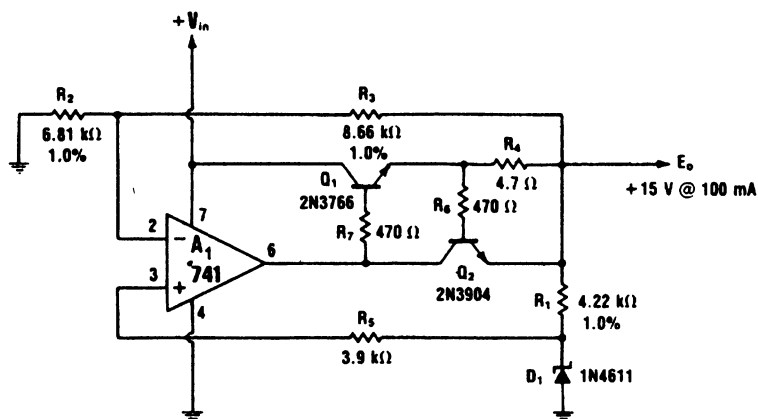 + Vin
R2
6.81 kΩ
1.0%
R3
8.66 kΩ
1.0%
R4
4.7 Ω
Eo
+15 V @ 100 mA
Q1
2N3766
R6
470 Ω
R7
470 Ω
2
7
−
A1
741
6
3
+
4
Q2
2N3904
R1
4.22 kΩ
1.0%
R5
3.9 kΩ
D1
1N4611